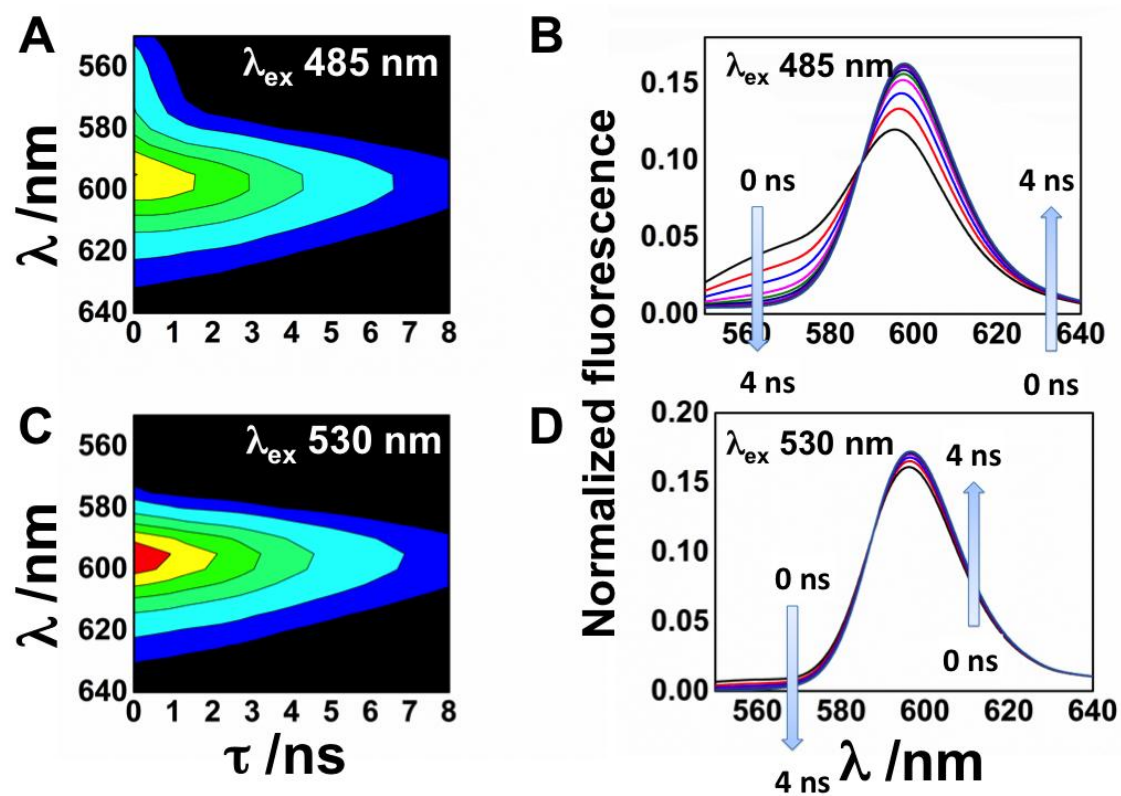 A
λex 485 nm
560
580
600
620
640
0 1 2 3 4 5 6 7 8
λ /nm
B
λex 485 nm
0.15
0.10
0.05
0.00
560 580 600 620 640
0 ns
4 ns
4 ns
0 ns
Normalized fluorescence
C
λex 530 nm
560
580
600
620
640
0 1 2 3 4 5 6 7 8
λ /nm
τ /ns
D
λex 530 nm
0.20
0.15
0.10
0.05
0.00
560 580 600 620 640
4 ns
0 ns
0 ns
4 ns
λ /nm